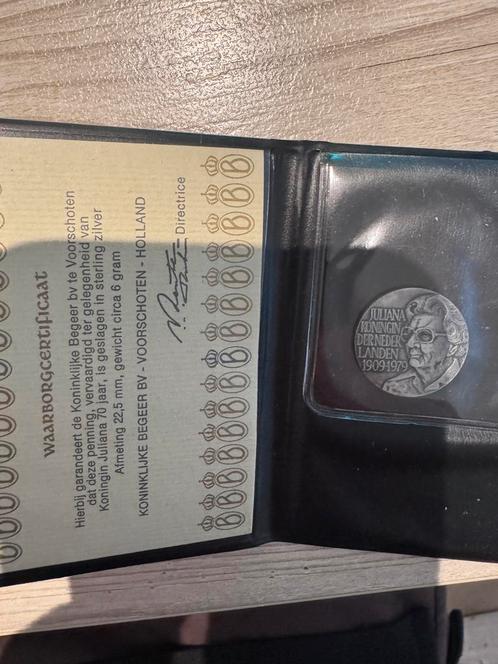 WAARBORGCERTIFICAAT
Hierbij garandeert de Koninklijke Begeer bv te Voorschoten
dat deze penning, vervaardigd ter gelegenheid van
Koningin Juliana 70 jaar, is geslagen in sterling zilver
Afmeting 22,5 mm, gewicht circa 6 gram
KONINKLIJKE BEGEER BV - VOORSCHOTEN - HOLLAND
Directrice
JULIANA
KONINGIN
DER NEDER
LANDEN
1909-1979